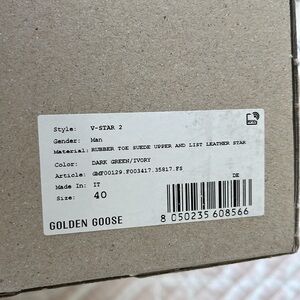 Style: V-STAR 2
Gender: Man
Material: RUBBER TOE SUEDE UPPER AND LIST LEATHER STAR
Color: DARK GREEN/IVORY
Article: GMF00129.F003417.35817.FS
Made In: IT
DE
Size: 40
GOLDEN GOOSE
8 050235 608566